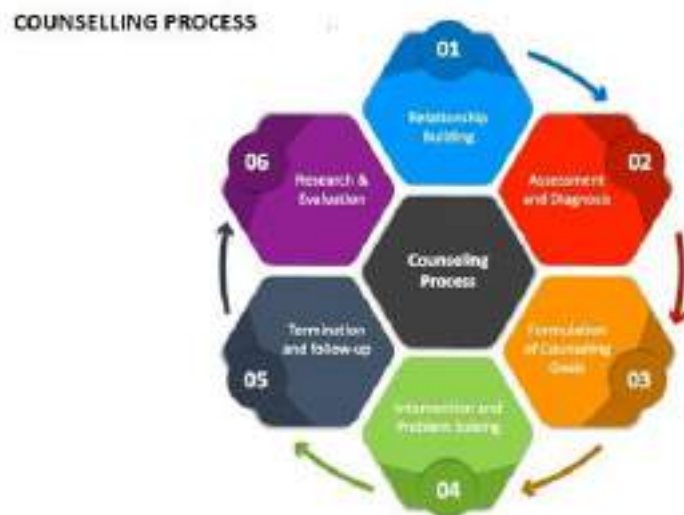 COUNSELLING PROCESS
01
Relationship
Building
02
Assessment
and Diagnosis
03
Formulation
of Counseling
Goals
04
Intervention and
Problem Solving
05
Termination
and follow-up
06
Research &
Evaluation
Counseling
Process